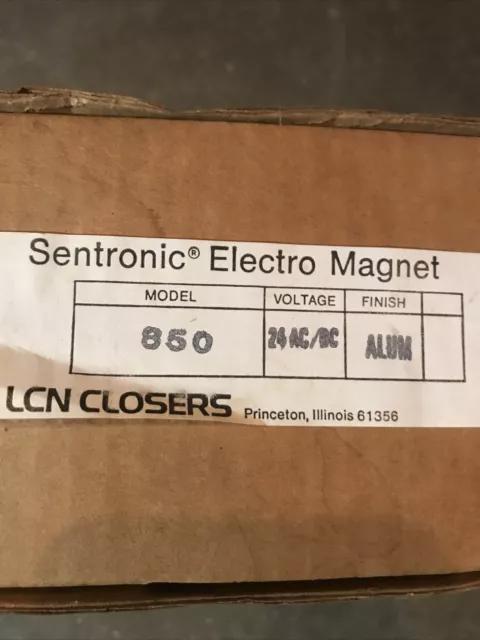 Sentronic® Electro Magnet
MODEL VOLTAGE FINISH
850 24 AC/DC ALUM
LCN CLOSERS Princeton, Illinois 61356